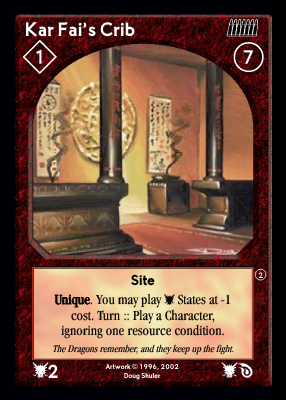 Kar Fai's Crib
1
7
2
Site
Unique. You may play States at -1
cost. Turn :: Play a Character,
ignoring one resource condition.
The Dragons remember, and they keep up the fight.
2
Artwork © 1996, 2002
Doug Shuler